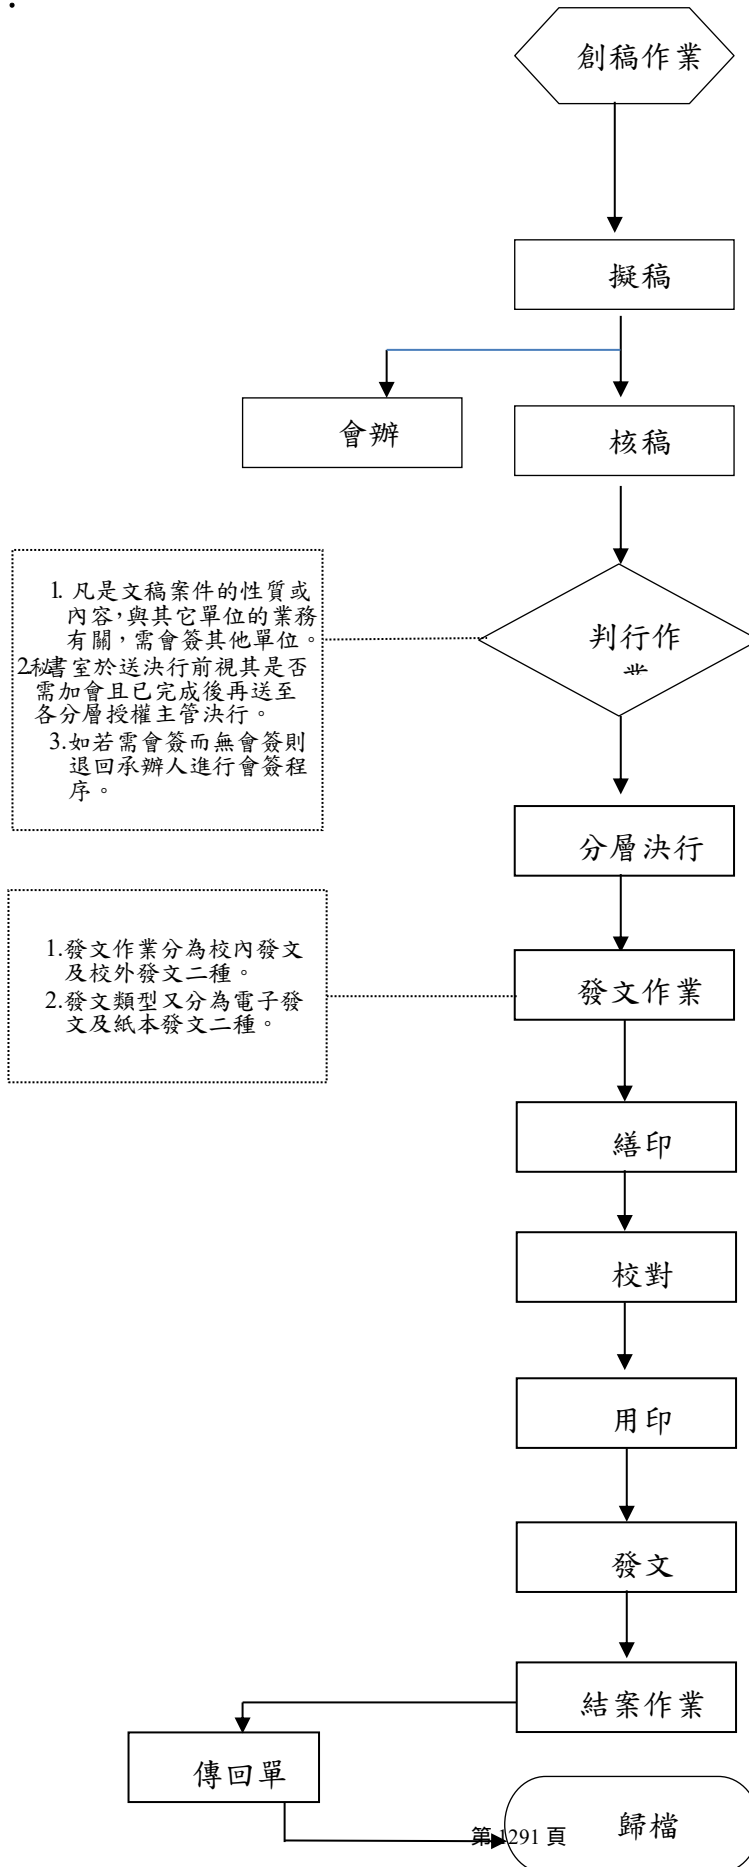 創稿作業
擬稿
會辦
核稿
1. 凡是文稿案件的性質或
內容,與其它單位的業務
有關,需會簽其他單位。
2秘書室於送決行前視其是否
需加會且已完成後再送至
各分層授權主管決行。
3.如若需會簽而無會簽則
退回承辦人進行會簽程
序。
判行作
業
分層決行
1.發文作業分為校內發文
及校外發文二種。
2.發文類型又分為電子發
文及紙本發文二種。
發文作業
繕印
校對
用印
發文
結案作業
傳回單
歸檔
第 1291 頁